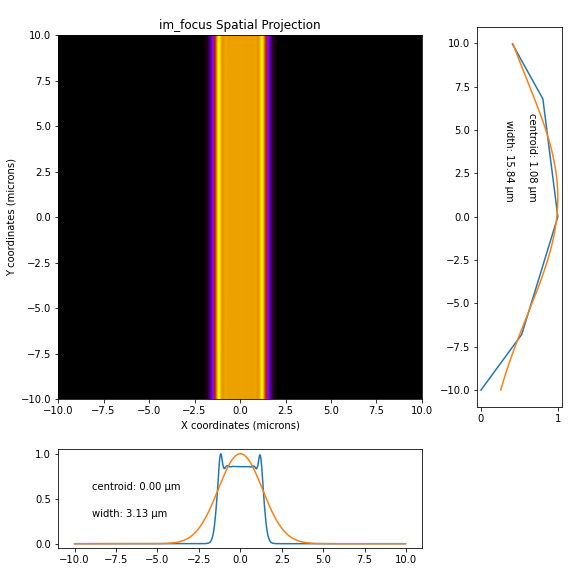 im_focus Spatial Projection
10.0
7.5
5.0
2.5
0.0
−2.5
−5.0
−7.5
−10.0
Y coordinates (microns)
−10.0 −7.5 −5.0 −2.5 0.0 2.5 5.0 7.5 10.0
X coordinates (microns)
10.0
7.5
5.0
2.5
0.0
−2.5
−5.0
−7.5
−10.0
0 1
centroid: 1.08 μm
width: 15.84 μm
1.0
0.5
0.0
centroid: 0.00 μm
width: 3.13 μm
−10.0 −7.5 −5.0 −2.5 0.0 2.5 5.0 7.5 10.0